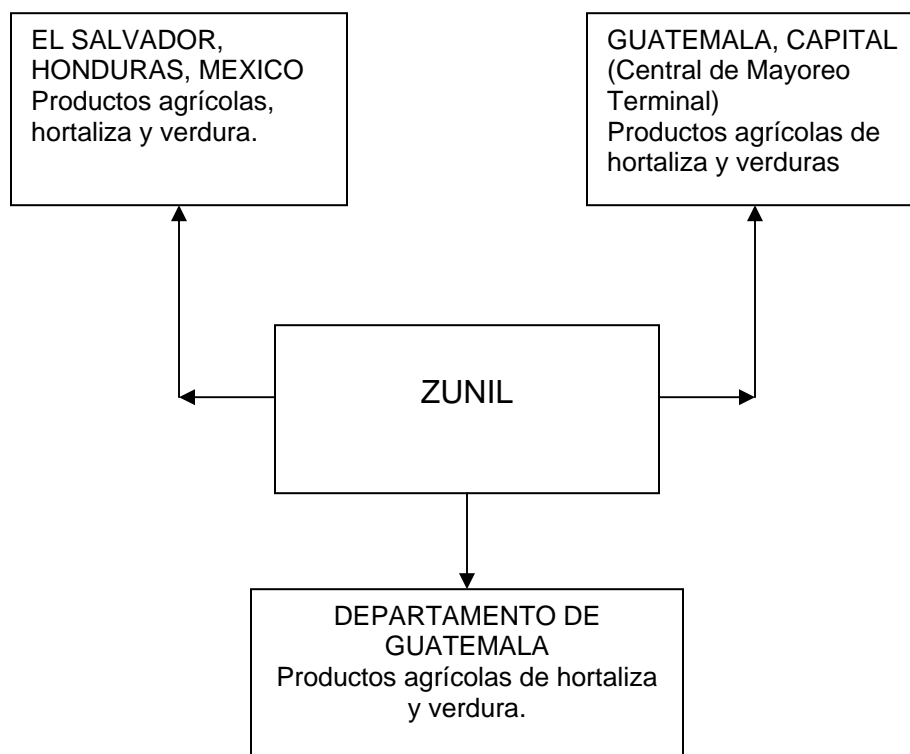 EL SALVADOR,
HONDURAS, MEXICO
Productos agrícolas,
hortaliza y verdura.
GUATEMALA, CAPITAL
(Central de Mayoreo
Terminal)
Productos agrícolas de
hortaliza y verduras
ZUNIL
DEPARTAMENTO DE
GUATEMALA
Productos agrícolas de hortaliza
y verdura.